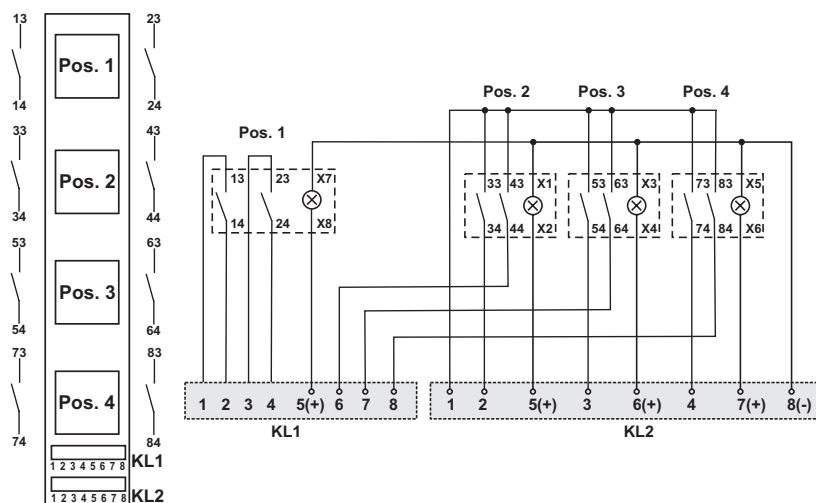 13 23
Pos. 1
14 24
33 43
Pos. 2
34 44
53 63
Pos. 3
54 64
73 83
Pos. 4
74 84
1 2 3 4 5 6 7 8 KL1
1 2 3 4 5 6 7 8 KL2
Pos. 2 Pos. 3 Pos. 4
Pos. 1
13 23 X7
14 24 X8
33 43 X1 53 63 X3 73 83 X5
34 44 X2 54 64 X4 74 84 X6
1 2 3 4 5(+) 6 7 8
KL1
1 2 5(+) 3 6(+) 4 7(+) 8(-)
KL2